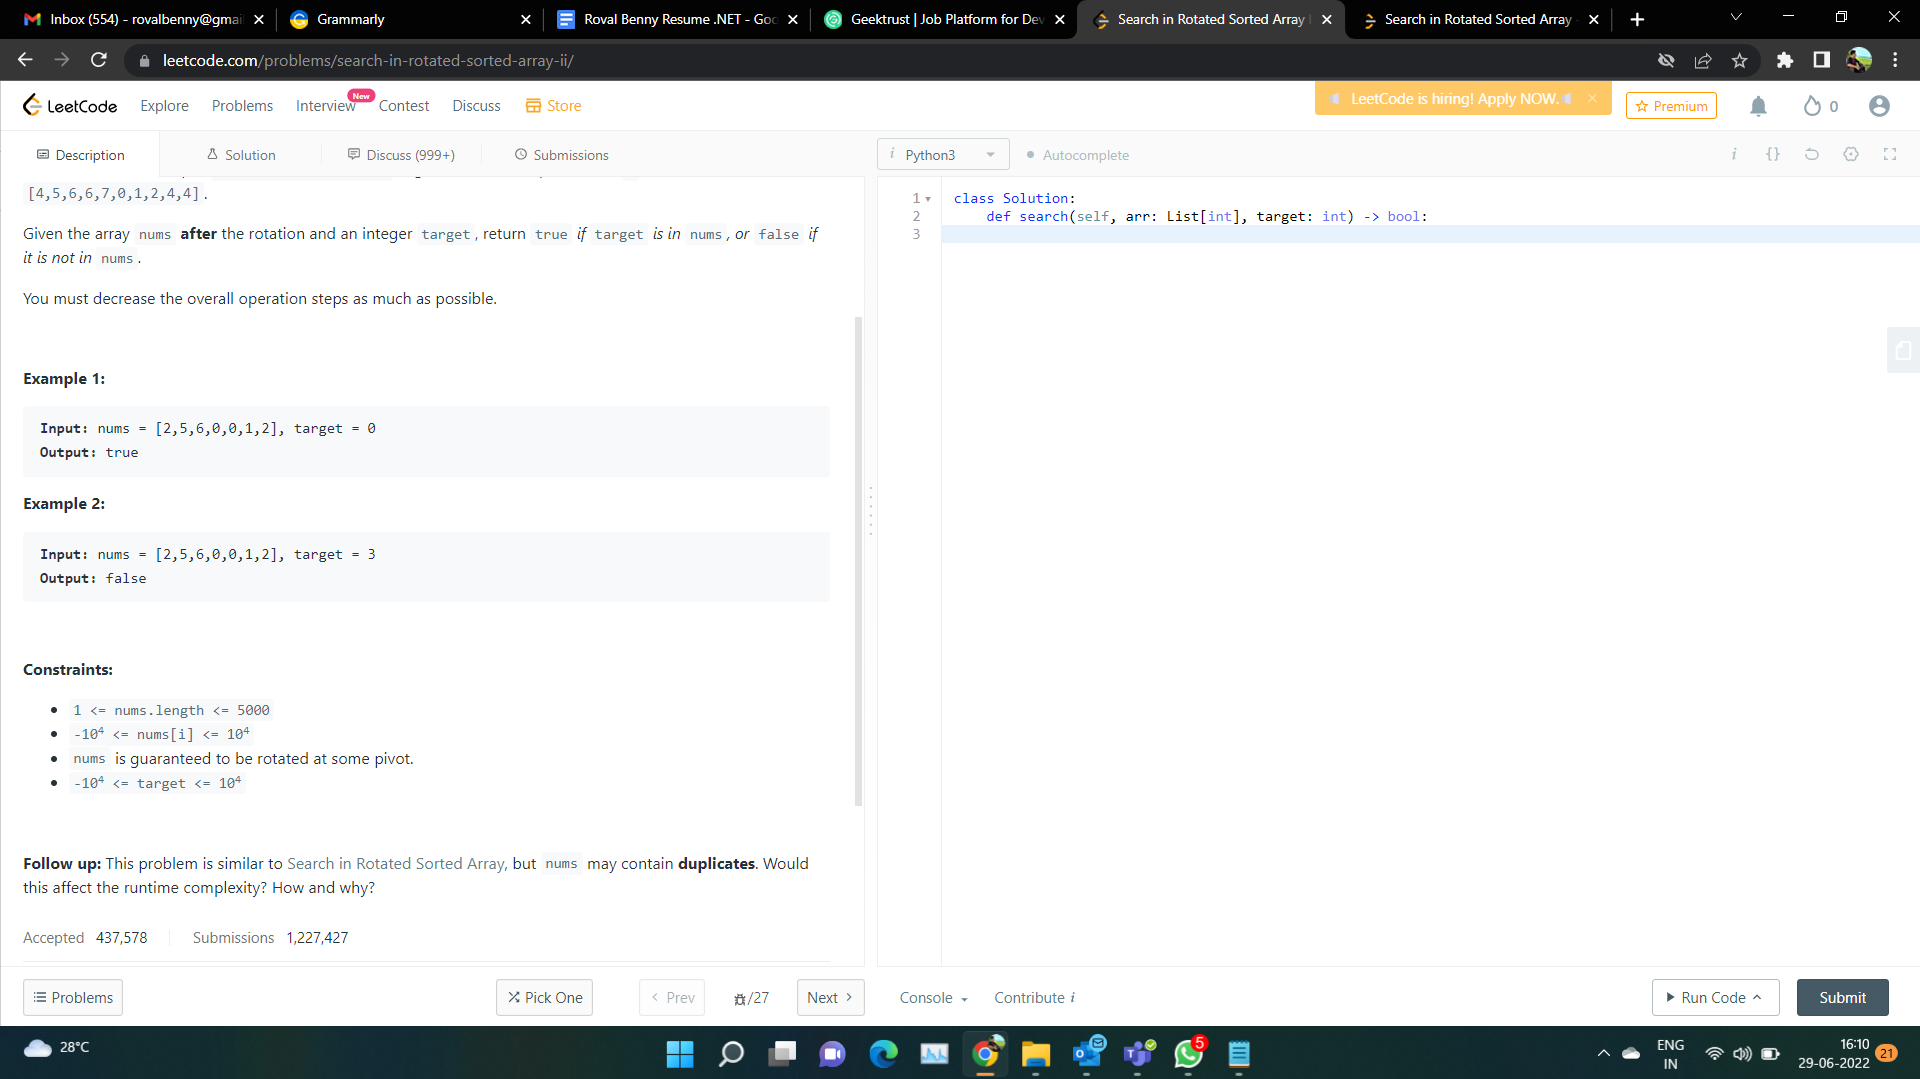 Inbox (554) - rovalbenny@gmai
Grammarly
Roval Benny Resume .NET - Goo
Geektrust | Job Platform for Dev
Search in Rotated Sorted Array
Search in Rotated Sorted Array
leetcode.com/problems/search-in-rotated-sorted-array-ii/
LeetCode
Explore
Problems
Interview
New
Contest
Discuss
Store
LeetCode is hiring! Apply NOW.
Premium
0
Description
Solution
Discuss (999+)
Submissions
i Python3
Autocomplete
i
{}
[4,5,6,6,7,0,1,2,4,4].
Given the array nums after the rotation and an integer target, return true if target is in nums, or false if
it is not in nums.
You must decrease the overall operation steps as much as possible.
Example 1:
Input: nums = [2,5,6,0,0,1,2], target = 0
Output: true
Example 2:
Input: nums = [2,5,6,0,0,1,2], target = 3
Output: false
Constraints:
1 <= nums.length <= 5000
-10⁴ <= nums[i] <= 10⁴
nums is guaranteed to be rotated at some pivot.
-10⁴ <= target <= 10⁴
Follow up: This problem is similar to Search in Rotated Sorted Array, but nums may contain duplicates. Would
this affect the runtime complexity? How and why?
Accepted 437,578
Submissions 1,227,427
1 class Solution:
2 def search(self, arr: List[int], target: int) -> bool:
3
Problems
Pick One
Prev
/27
Next
Console
Contribute i
Run Code
Submit
28°C
5
ENG
IN
16:10
29-06-2022
21